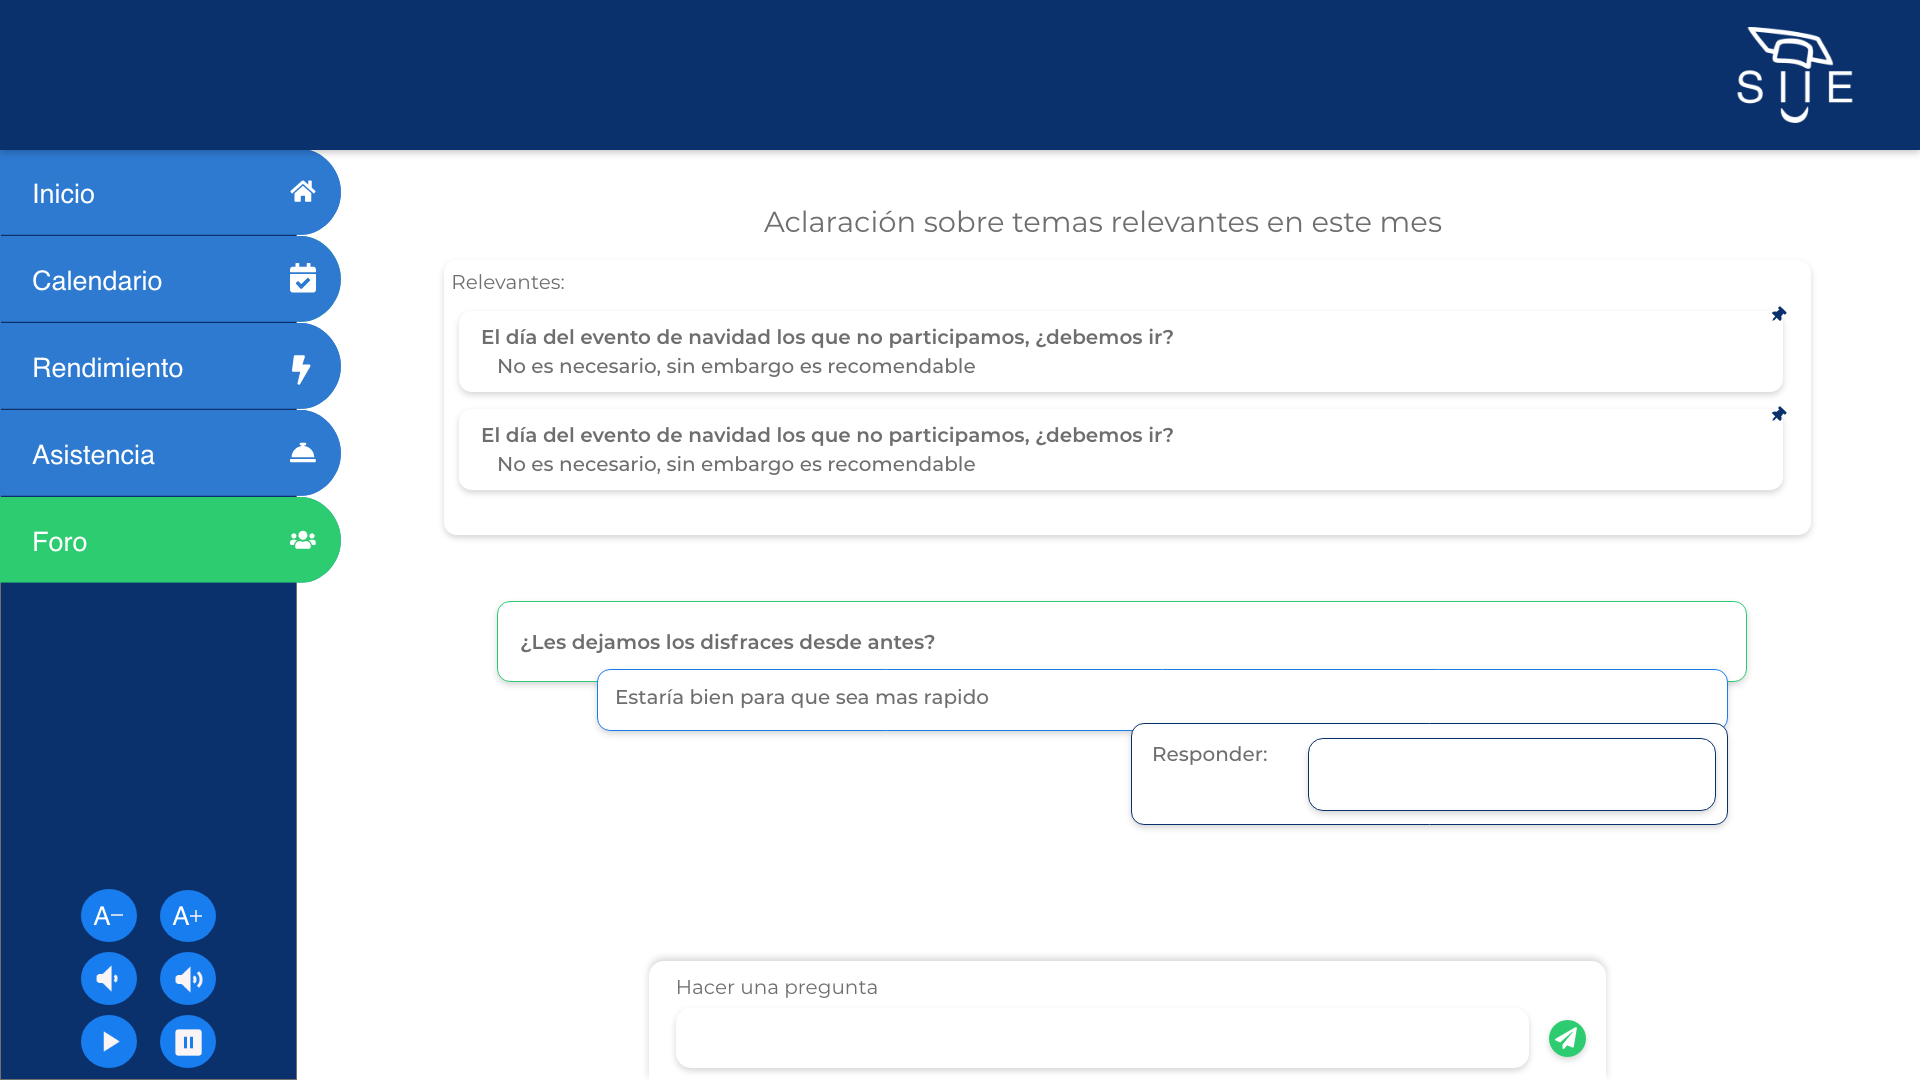 SIIE
Inicio
Calendario
Rendimiento
Asistencia
Foro
A−
A+
Aclaración sobre temas relevantes en este mes
Relevantes:
El día del evento de navidad los que no participamos, ¿debemos ir?
No es necesario, sin embargo es recomendable
El día del evento de navidad los que no participamos, ¿debemos ir?
No es necesario, sin embargo es recomendable
¿Les dejamos los disfraces desde antes?
Estaría bien para que sea mas rapido
Responder:
Hacer una pregunta